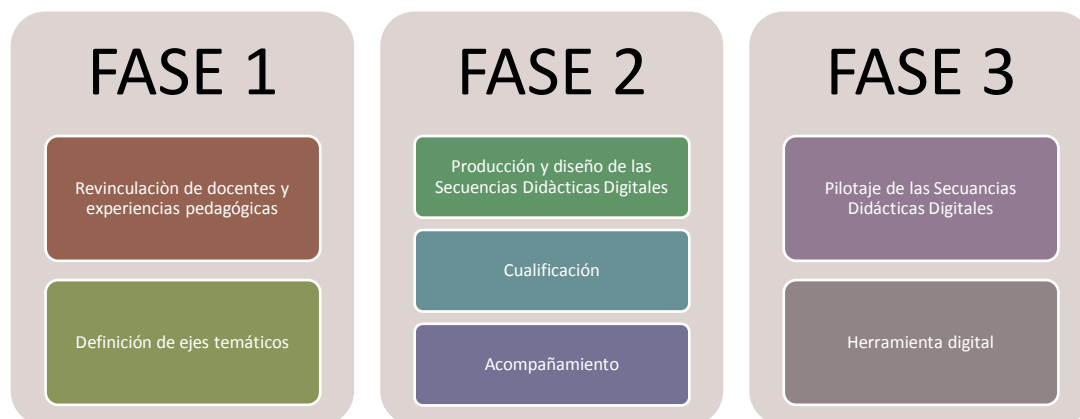 FASE 1
Revinculaciòn de docentes y
experiencias pedagógicas
Definición de ejes temáticos
FASE 2
Producción y diseño de las
Secuencias Didàcticas Digitales
Cualificación
Acompañamiento
FASE 3
Pilotaje de las Secuancias
Didácticas Digitales
Herramienta digital